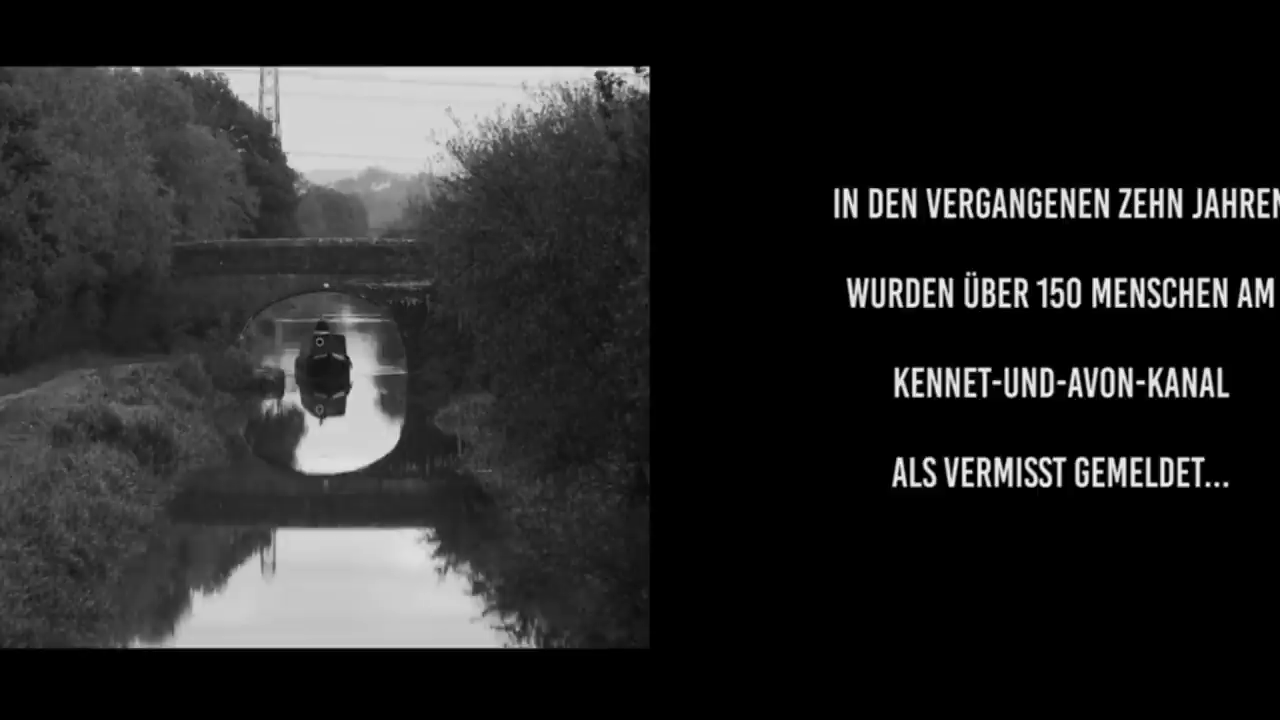 IN DEN VERGANGENEN ZEHN JAHREN
WURDEN ÜBER 150 MENSCHEN AM
KENNET-UND-AVON-KANAL
ALS VERMISST GEMELDET...